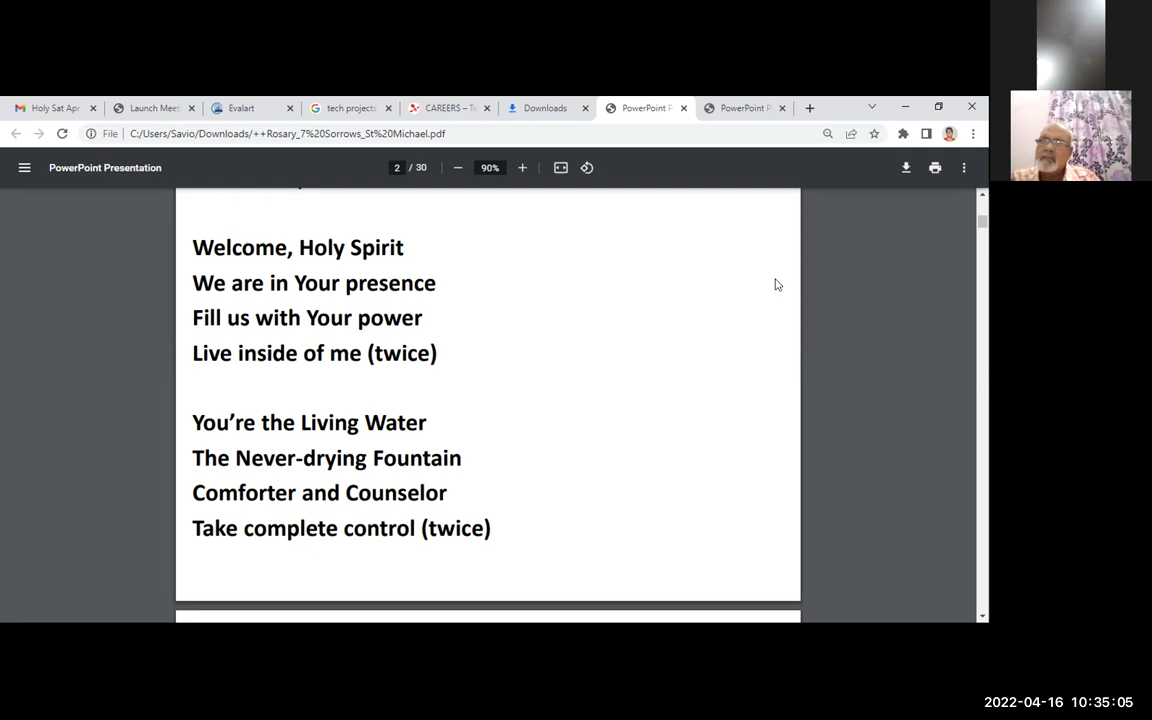 Holy Sat Apr
Launch Meet
Evalart
tech projects
CAREERS – T
Downloads
PowerPoint P
PowerPoint P
File
C:/Users/Savio/Downloads/++Rosary_7%20Sorrows_St%20Michael.pdf
PowerPoint Presentation
2 / 30
90%
Welcome, Holy Spirit
We are in Your presence
Fill us with Your power
Live inside of me (twice)
You’re the Living Water
The Never-drying Fountain
Comforter and Counselor
Take complete control (twice)
2022-04-16 10:35:05